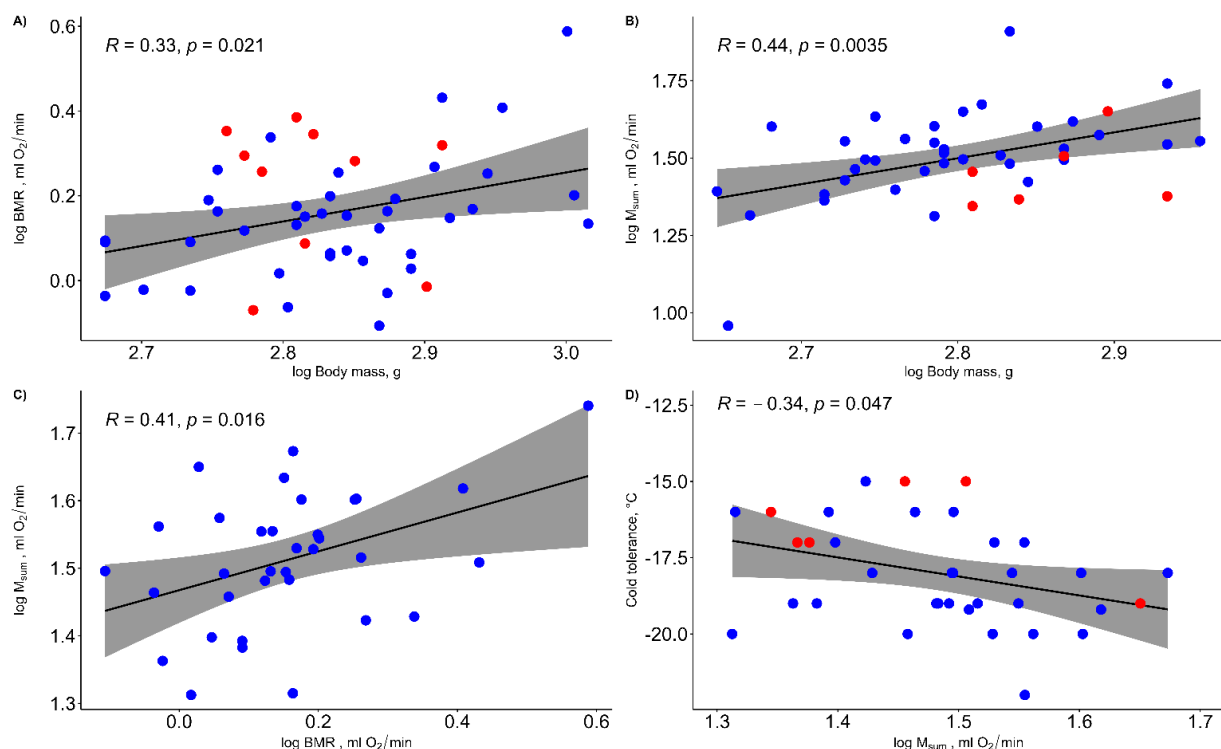 A)
R = 0.33, p = 0.021
log BMR , ml O₂/min
0.6
0.4
0.2
0.0
2.7 2.8 2.9 3.0
log Body mass, g
B)
R = 0.44, p = 0.0035
log Mₛᵤₘ , ml O₂/min
1.75
1.50
1.25
1.00
2.7 2.8 2.9
log Body mass, g
C)
R = 0.41, p = 0.016
log Mₛᵤₘ , ml O₂/min
1.7
1.6
1.5
1.4
1.3
0.0 0.2 0.4 0.6
log BMR , ml O₂/min
D)
R = − 0.34, p = 0.047
Cold tolerance, °C
-12.5
-15.0
-17.5
-20.0
1.3 1.4 1.5 1.6 1.7
log Mₛᵤₘ, ml O₂/min